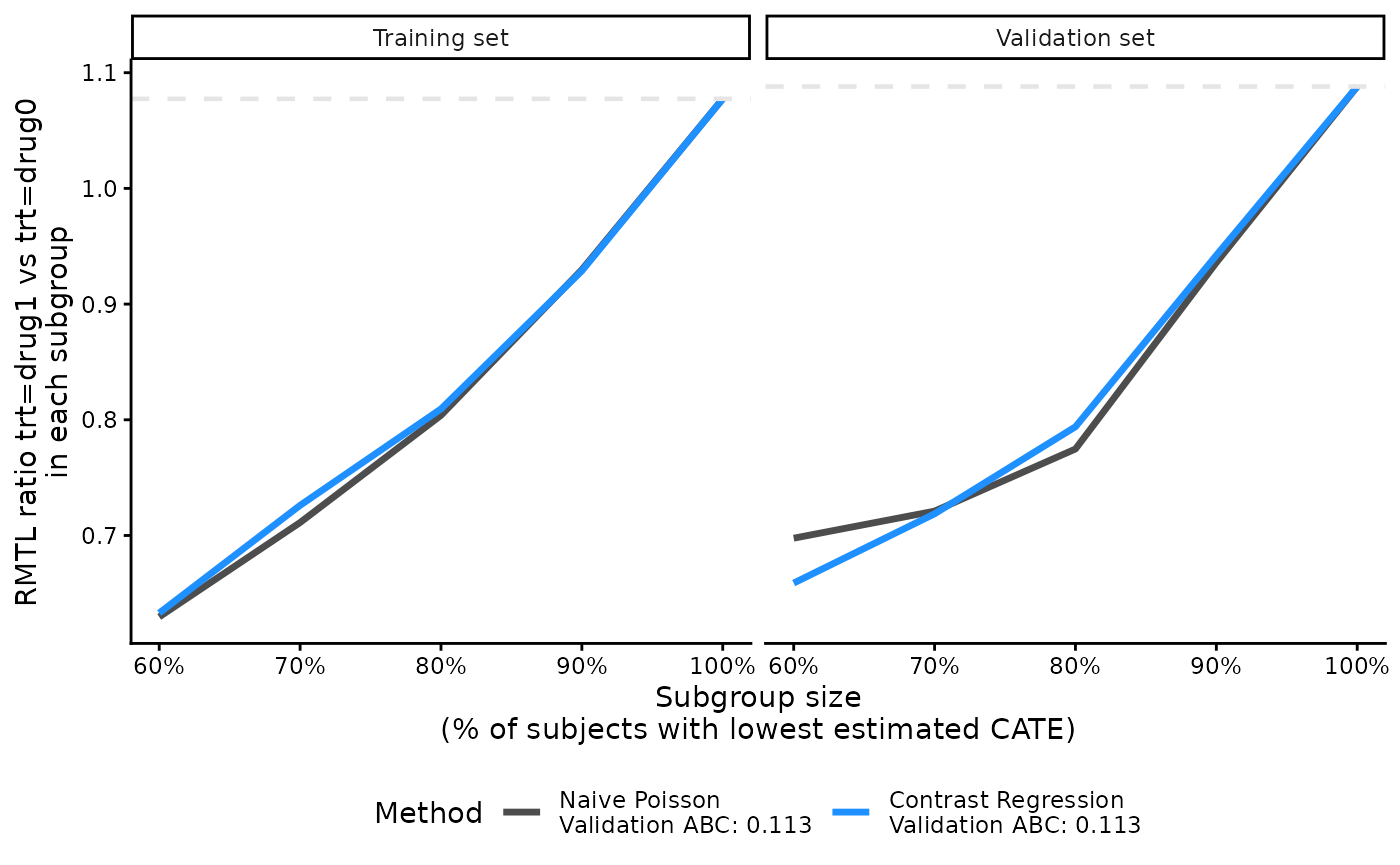 Training set
Validation set
RMTL ratio trt=drug1 vs trt=drug0
in each subgroup
1.1
1.0
0.9
0.8
0.7
60% 70% 80% 90% 100%
60% 70% 80% 90% 100%
Subgroup size
(% of subjects with lowest estimated CATE)
Method
Naive Poisson
Validation ABC: 0.113
Contrast Regression
Validation ABC: 0.113